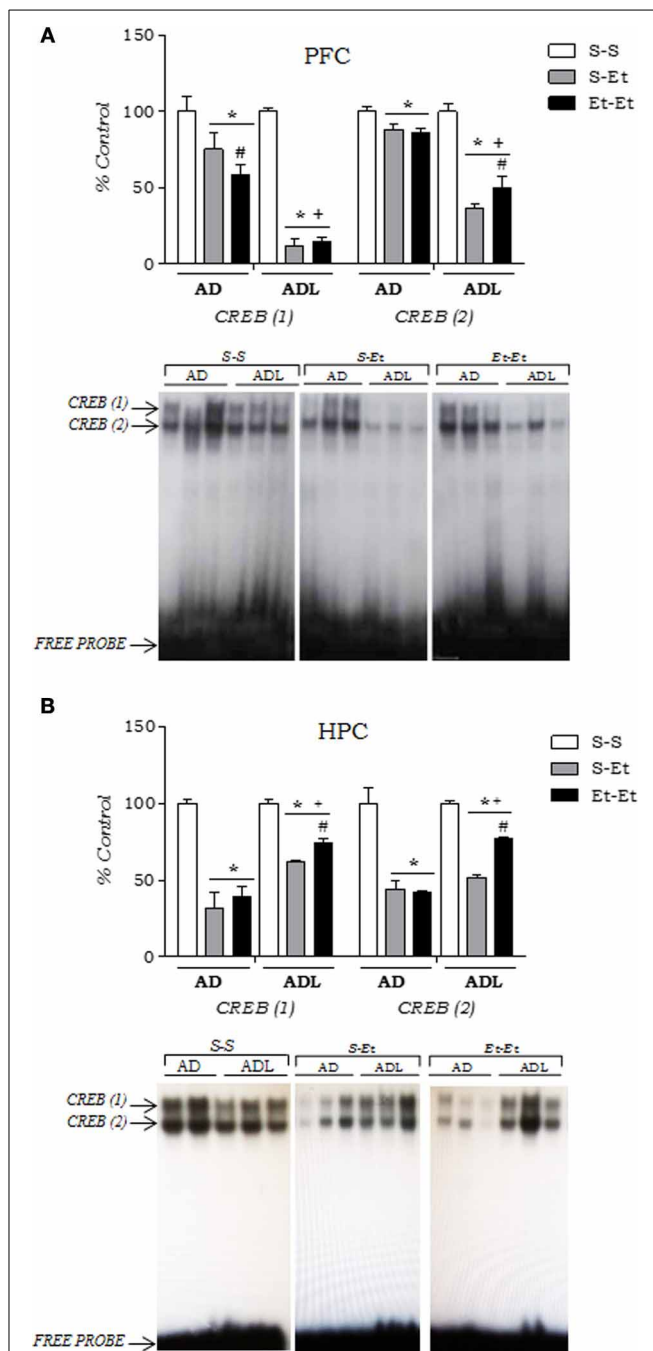 A
PFC
150
100
50
0
% Control
S-S
S-Et
Et-Et
*
#
* +
*
* +
#
AD
ADL
AD
ADL
CREB (1)
CREB (2)
S-S
S-Et
Et-Et
AD
ADL
AD
ADL
AD
ADL
CREB (1)
CREB (2)
FREE PROBE
B
HPC
150
100
50
0
% Control
S-S
S-Et
Et-Et
*
* +
#
*
*+
#
AD
ADL
AD
ADL
CREB (1)
CREB (2)
S-S
S-Et
Et-Et
AD
ADL
AD
ADL
AD
ADL
CREB (1)
CREB (2)
FREE PROBE